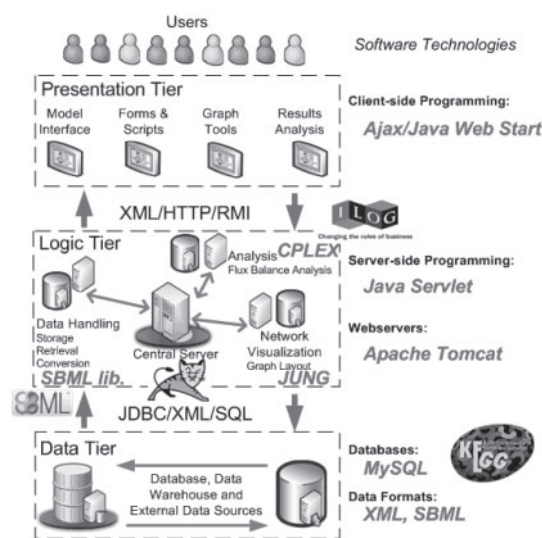 Users
Software Technologies
Presentation Tier
Model
Interface
Forms &
Scripts
Graph
Tools
Results
Analysis
Client-side Programming:
Ajax/Java Web Start
XML/HTTP/RMI
ILOG
Changing the rules of business
Logic Tier
Analysis CPLEX
Flux Balance Analysis
Server-side Programming:
Java Servlet
Data Handling
Storage
Retrieval
Conversion
SBML lib.
Central Server
Network
Visualization
Graph Layout
JUNG
Webservers:
Apache Tomcat
SBML
JDBC/XML/SQL
Data Tier
Database, Data
Warehouse and
External Data Sources
Databases:
MySQL
KEGG
Data Formats:
XML, SBML